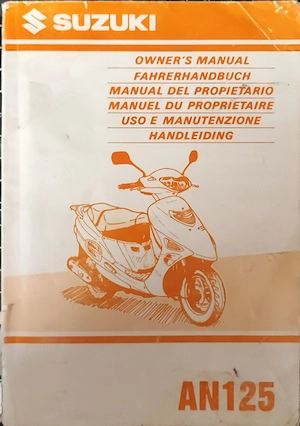 SUZUKI
OWNER'S MANUAL
FAHRERHANDBUCH
MANUAL DEL PROPIETARIO
MANUEL DU PROPRIETAIRE
USO E MANUTENZIONE
HANDLEIDING
AN125